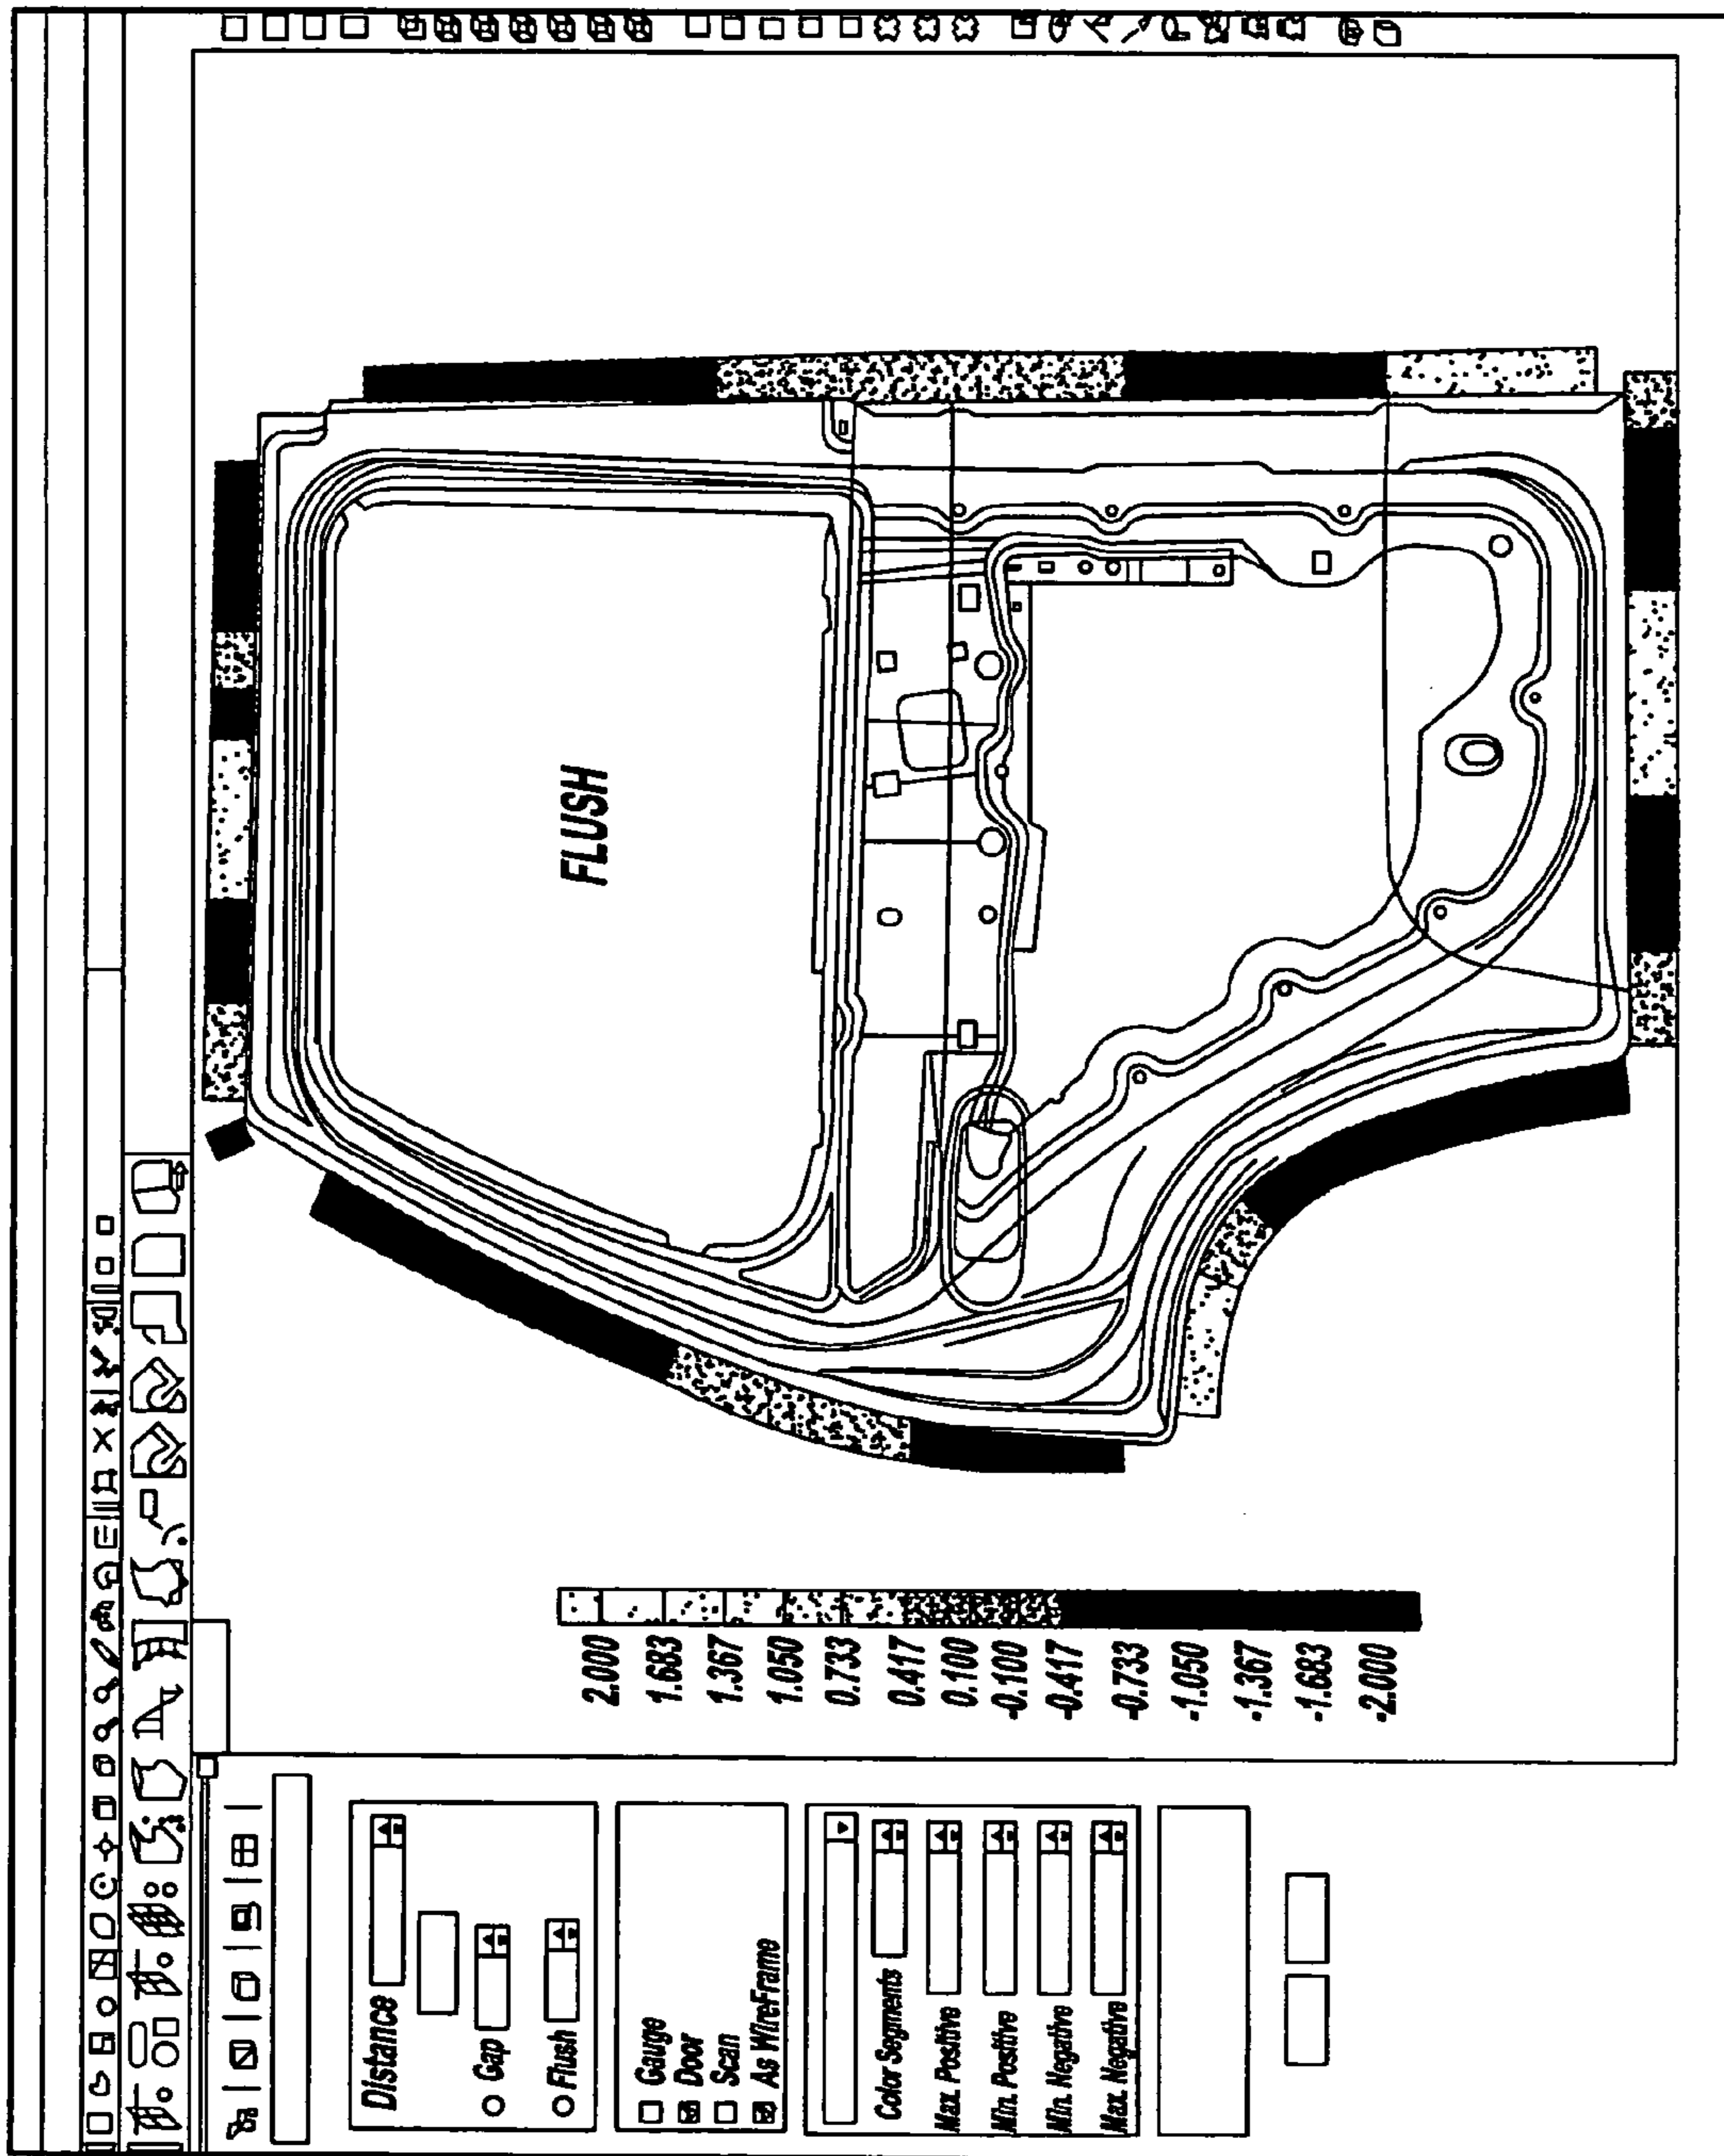 Distance
Gap
Flush
Gauge
Door
Scan
As WireFrame
Color Segments
Max. Positive
Min. Positive
Min. Negative
Max. Negative
2.000
1.683
1.367
1.050
0.733
0.417
0.100
-0.100
-0.417
-0.733
-1.050
-1.367
-1.683
-2.000
FLUSH